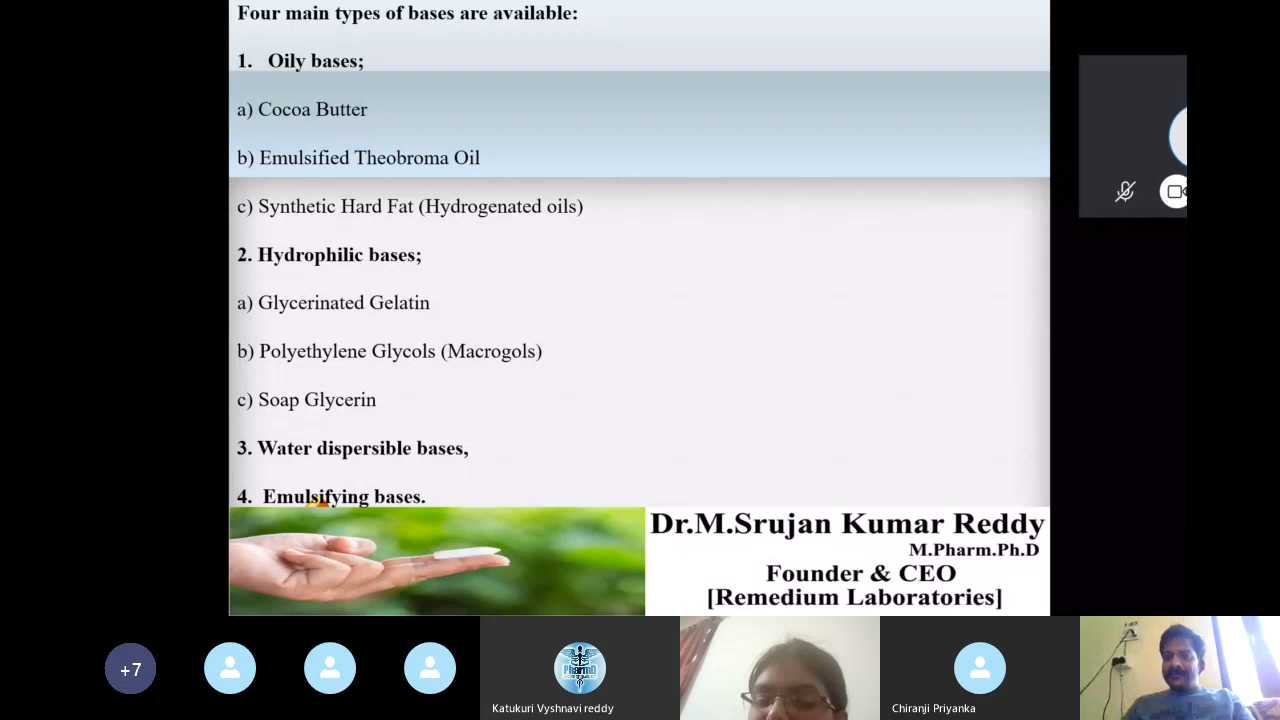 Four main types of bases are available:
1. Oily bases;
a) Cocoa Butter
b) Emulsified Theobroma Oil
c) Synthetic Hard Fat (Hydrogenated oils)
2. Hydrophilic bases;
a) Glycerinated Gelatin
b) Polyethylene Glycols (Macrogols)
c) Soap Glycerin
3. Water dispersible bases,
4. Emulsifying bases.
Dr.M.Srujan Kumar Reddy
M.Pharm.Ph.D
Founder & CEO
[Remedium Laboratories]
+7
PharmD
Katukuri Vyshnavi reddy
Chiranji Priyanka